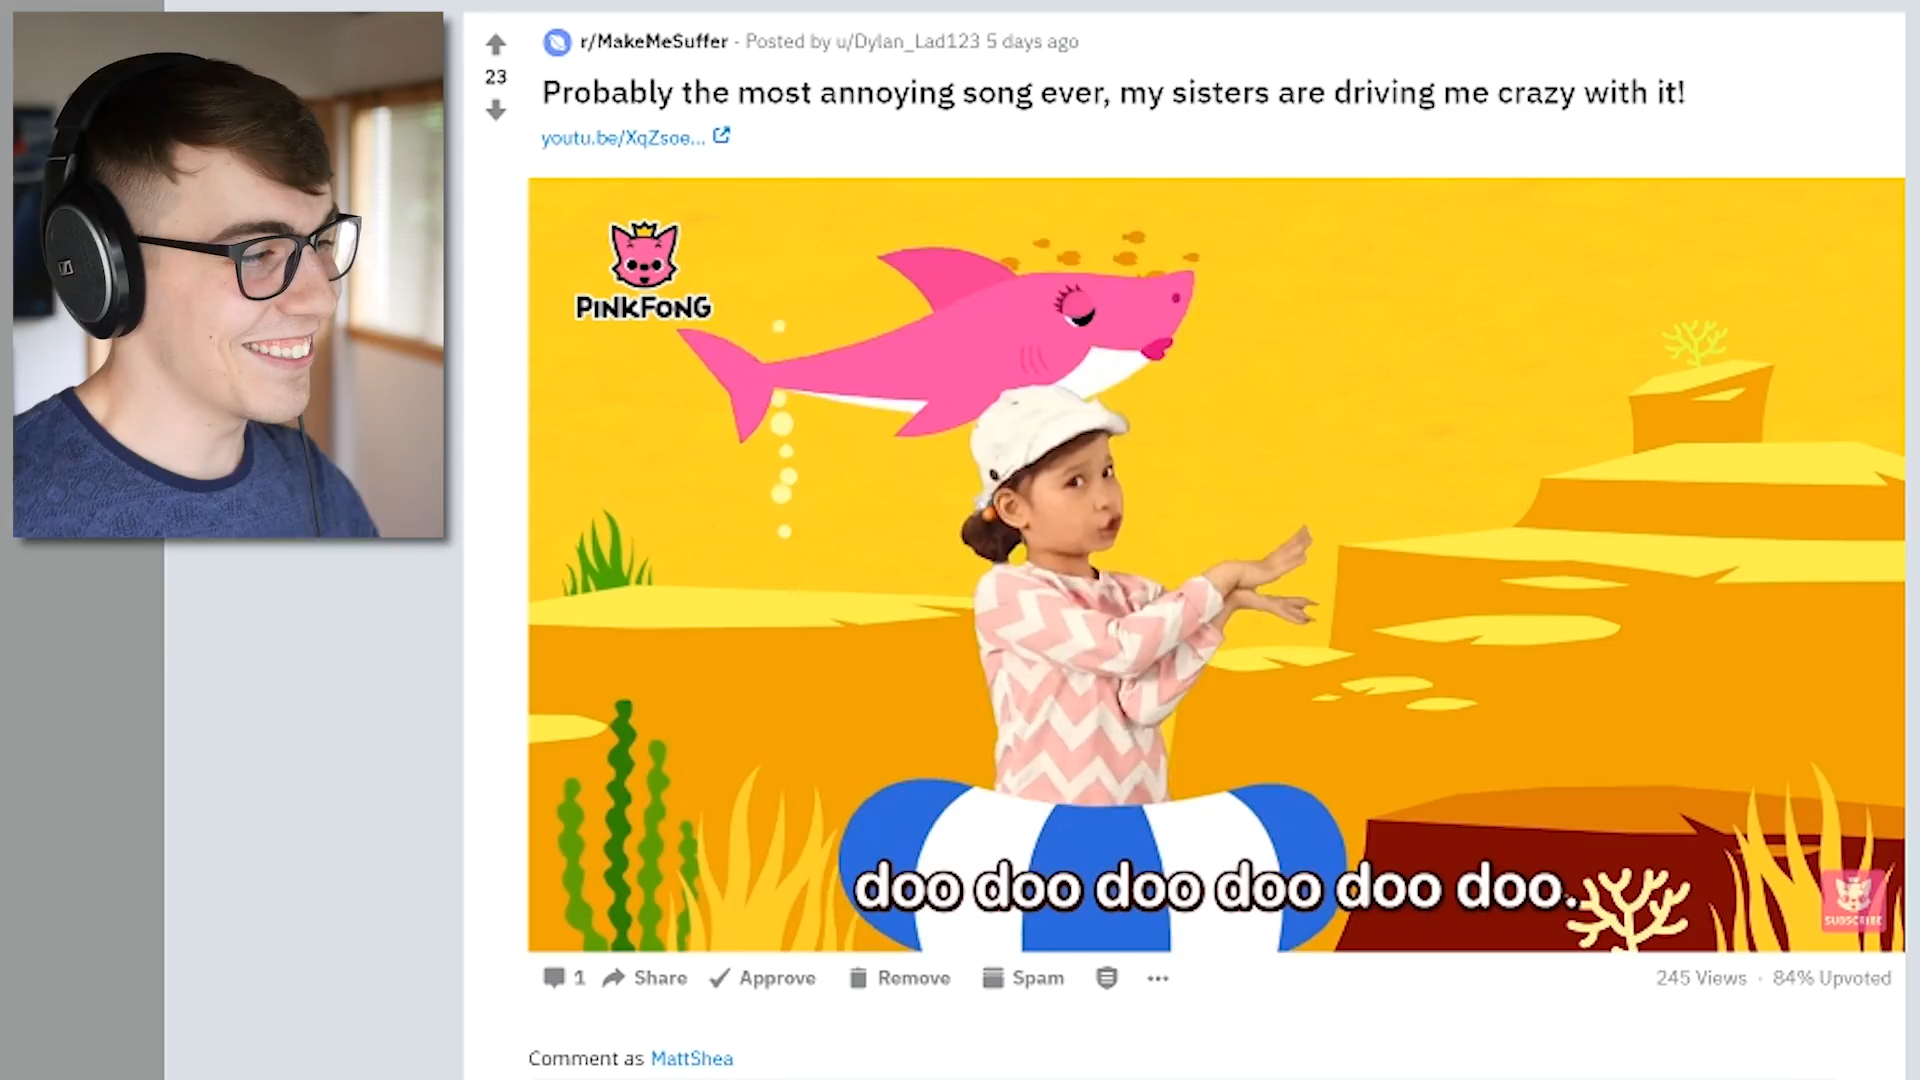 r/MakeMeSuffer - Posted by u/Dylan_Lad123 5 days ago
23
Probably the most annoying song ever, my sisters are driving me crazy with it!
youtu.be/XqZsoe...
PINKFONG
doo doo doo doo doo doo.
SUBSCRIBE
1 Share Approve Remove Spam ... 245 Views · 84% Upvoted
Comment as MattShea